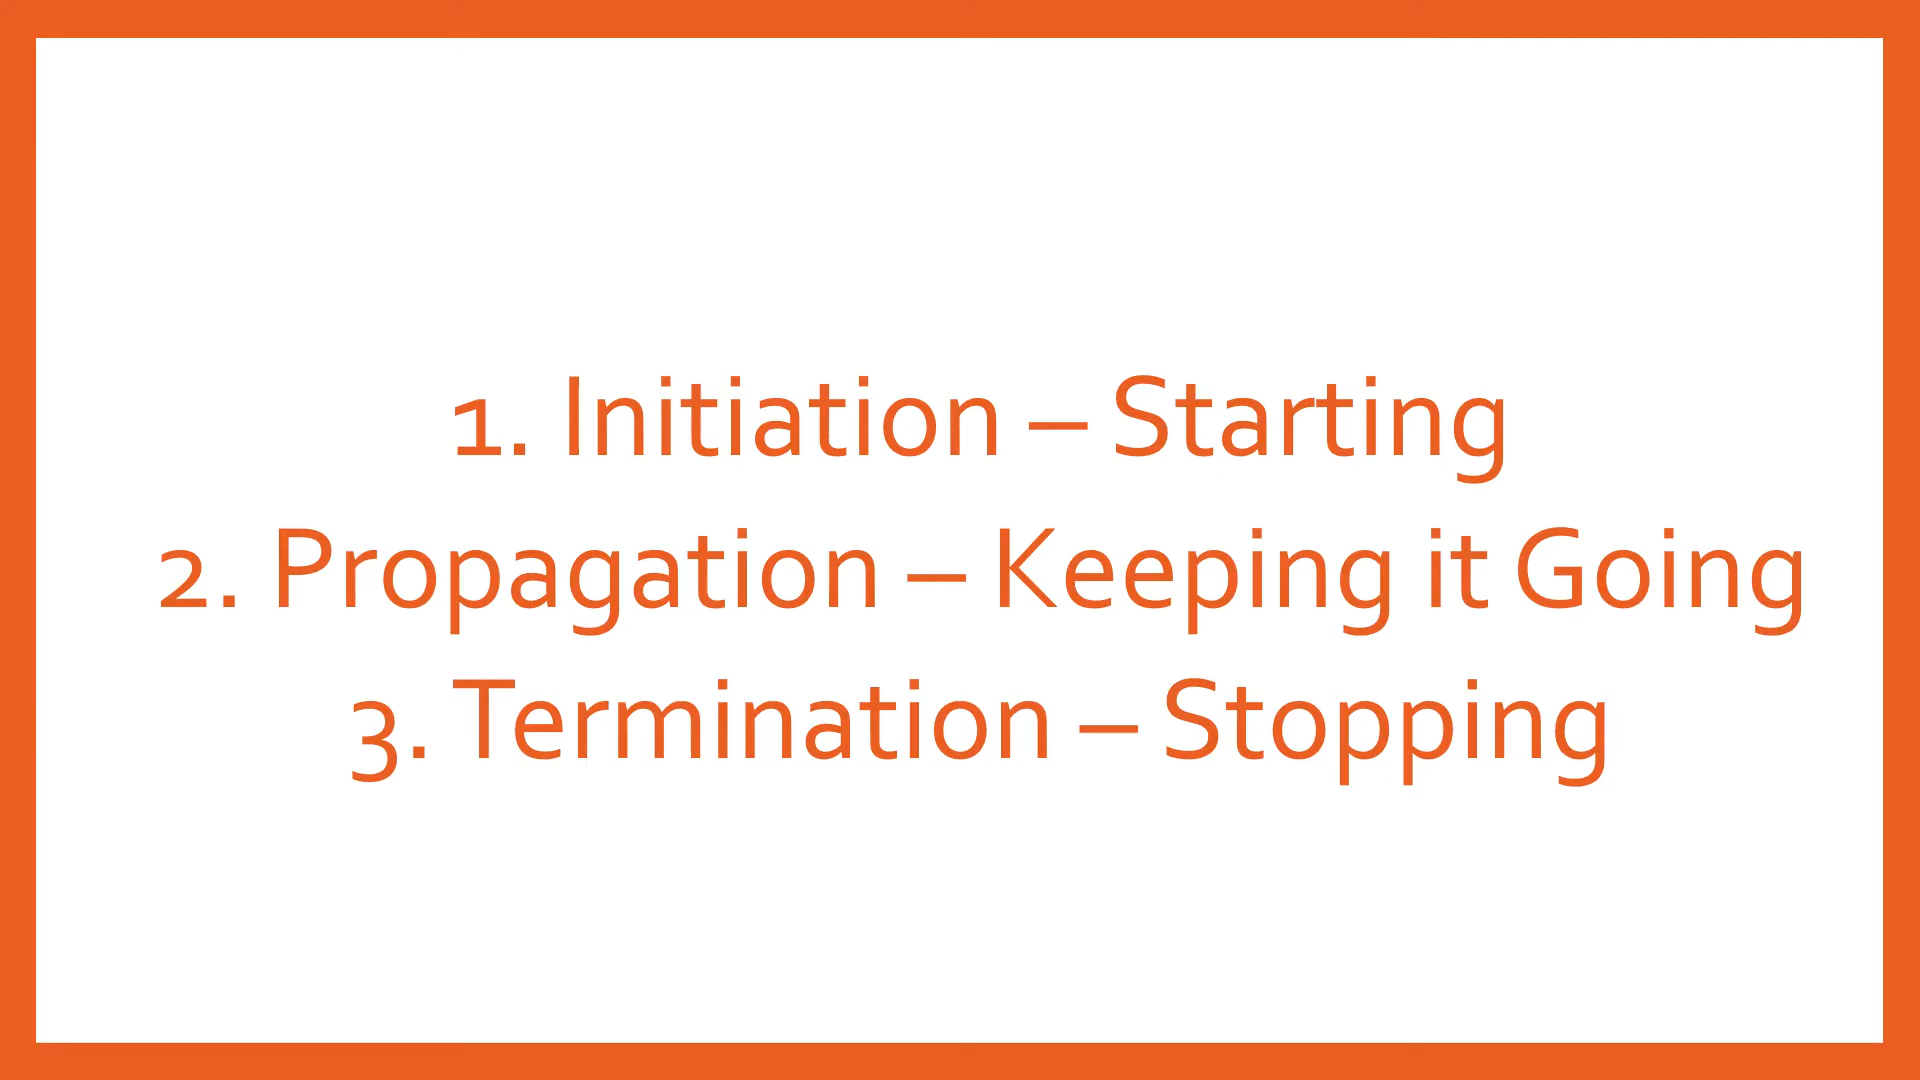 1. Initiation – Starting
2. Propagation – Keeping it Going
3. Termination – Stopping